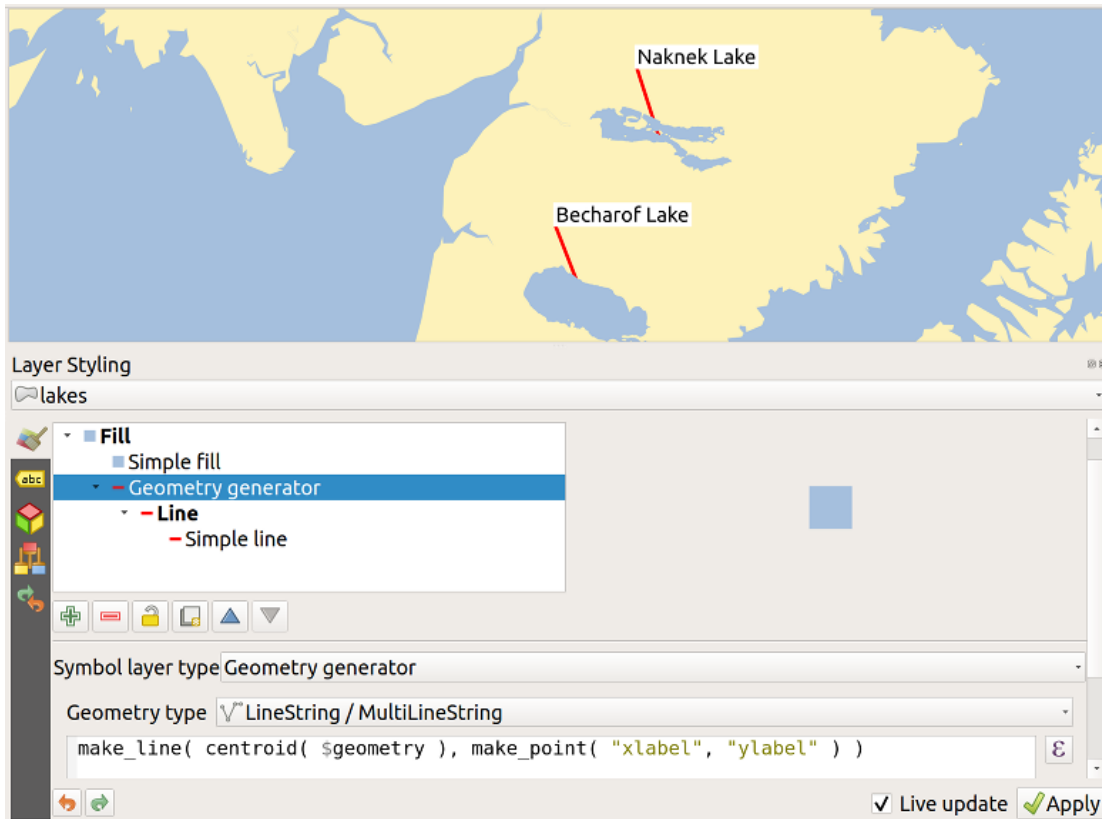 Naknek Lake
Becharof Lake
Layer Styling
lakes
abc
Fill
Simple fill
Geometry generator
Line
Simple line
Symbol layer type Geometry generator
Geometry type LineString / MultiLineString
make_line( centroid( $geometry ), make_point( "xlabel", "ylabel" ) )
ε
Live update Apply